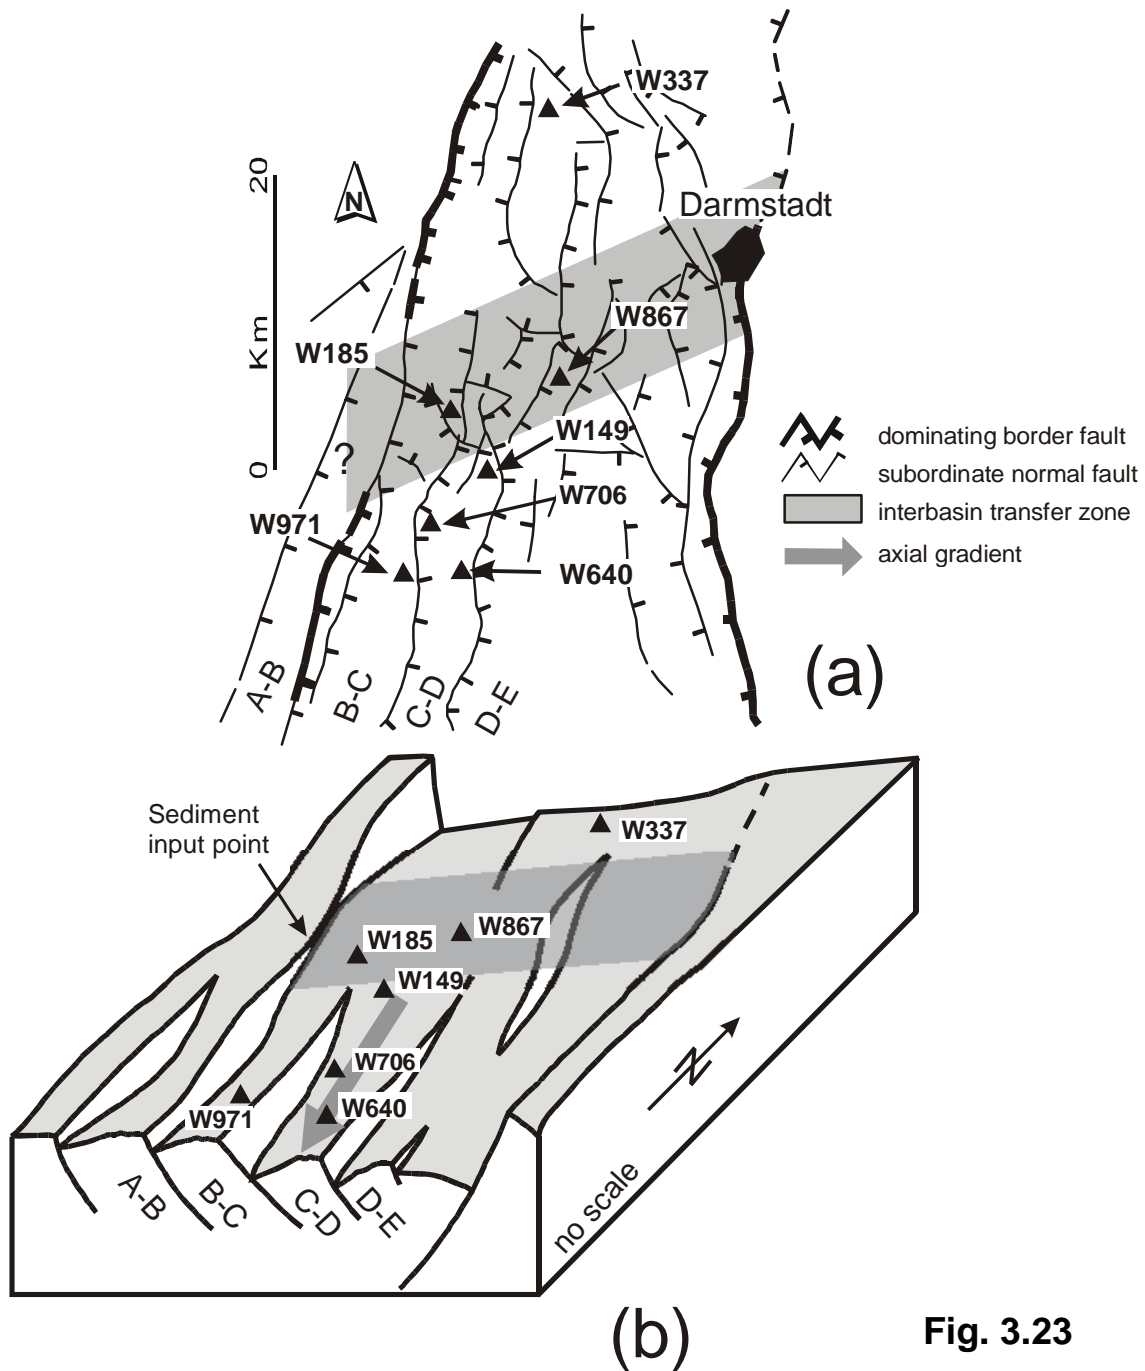 W337
20
N
Darmstadt
W867
Km
W185
W149
dominating border fault
?
subordinate normal fault
0
W706
interbasin transfer zone
W971
axial gradient
W640
(a)
A-B
B-C
C-D
D-E
Sediment
input point
W337
W867
W185
W149
W706
N
W640
W971
A-B
B-C
C-D
D-E
no scale
(b)
Fig. 3.23